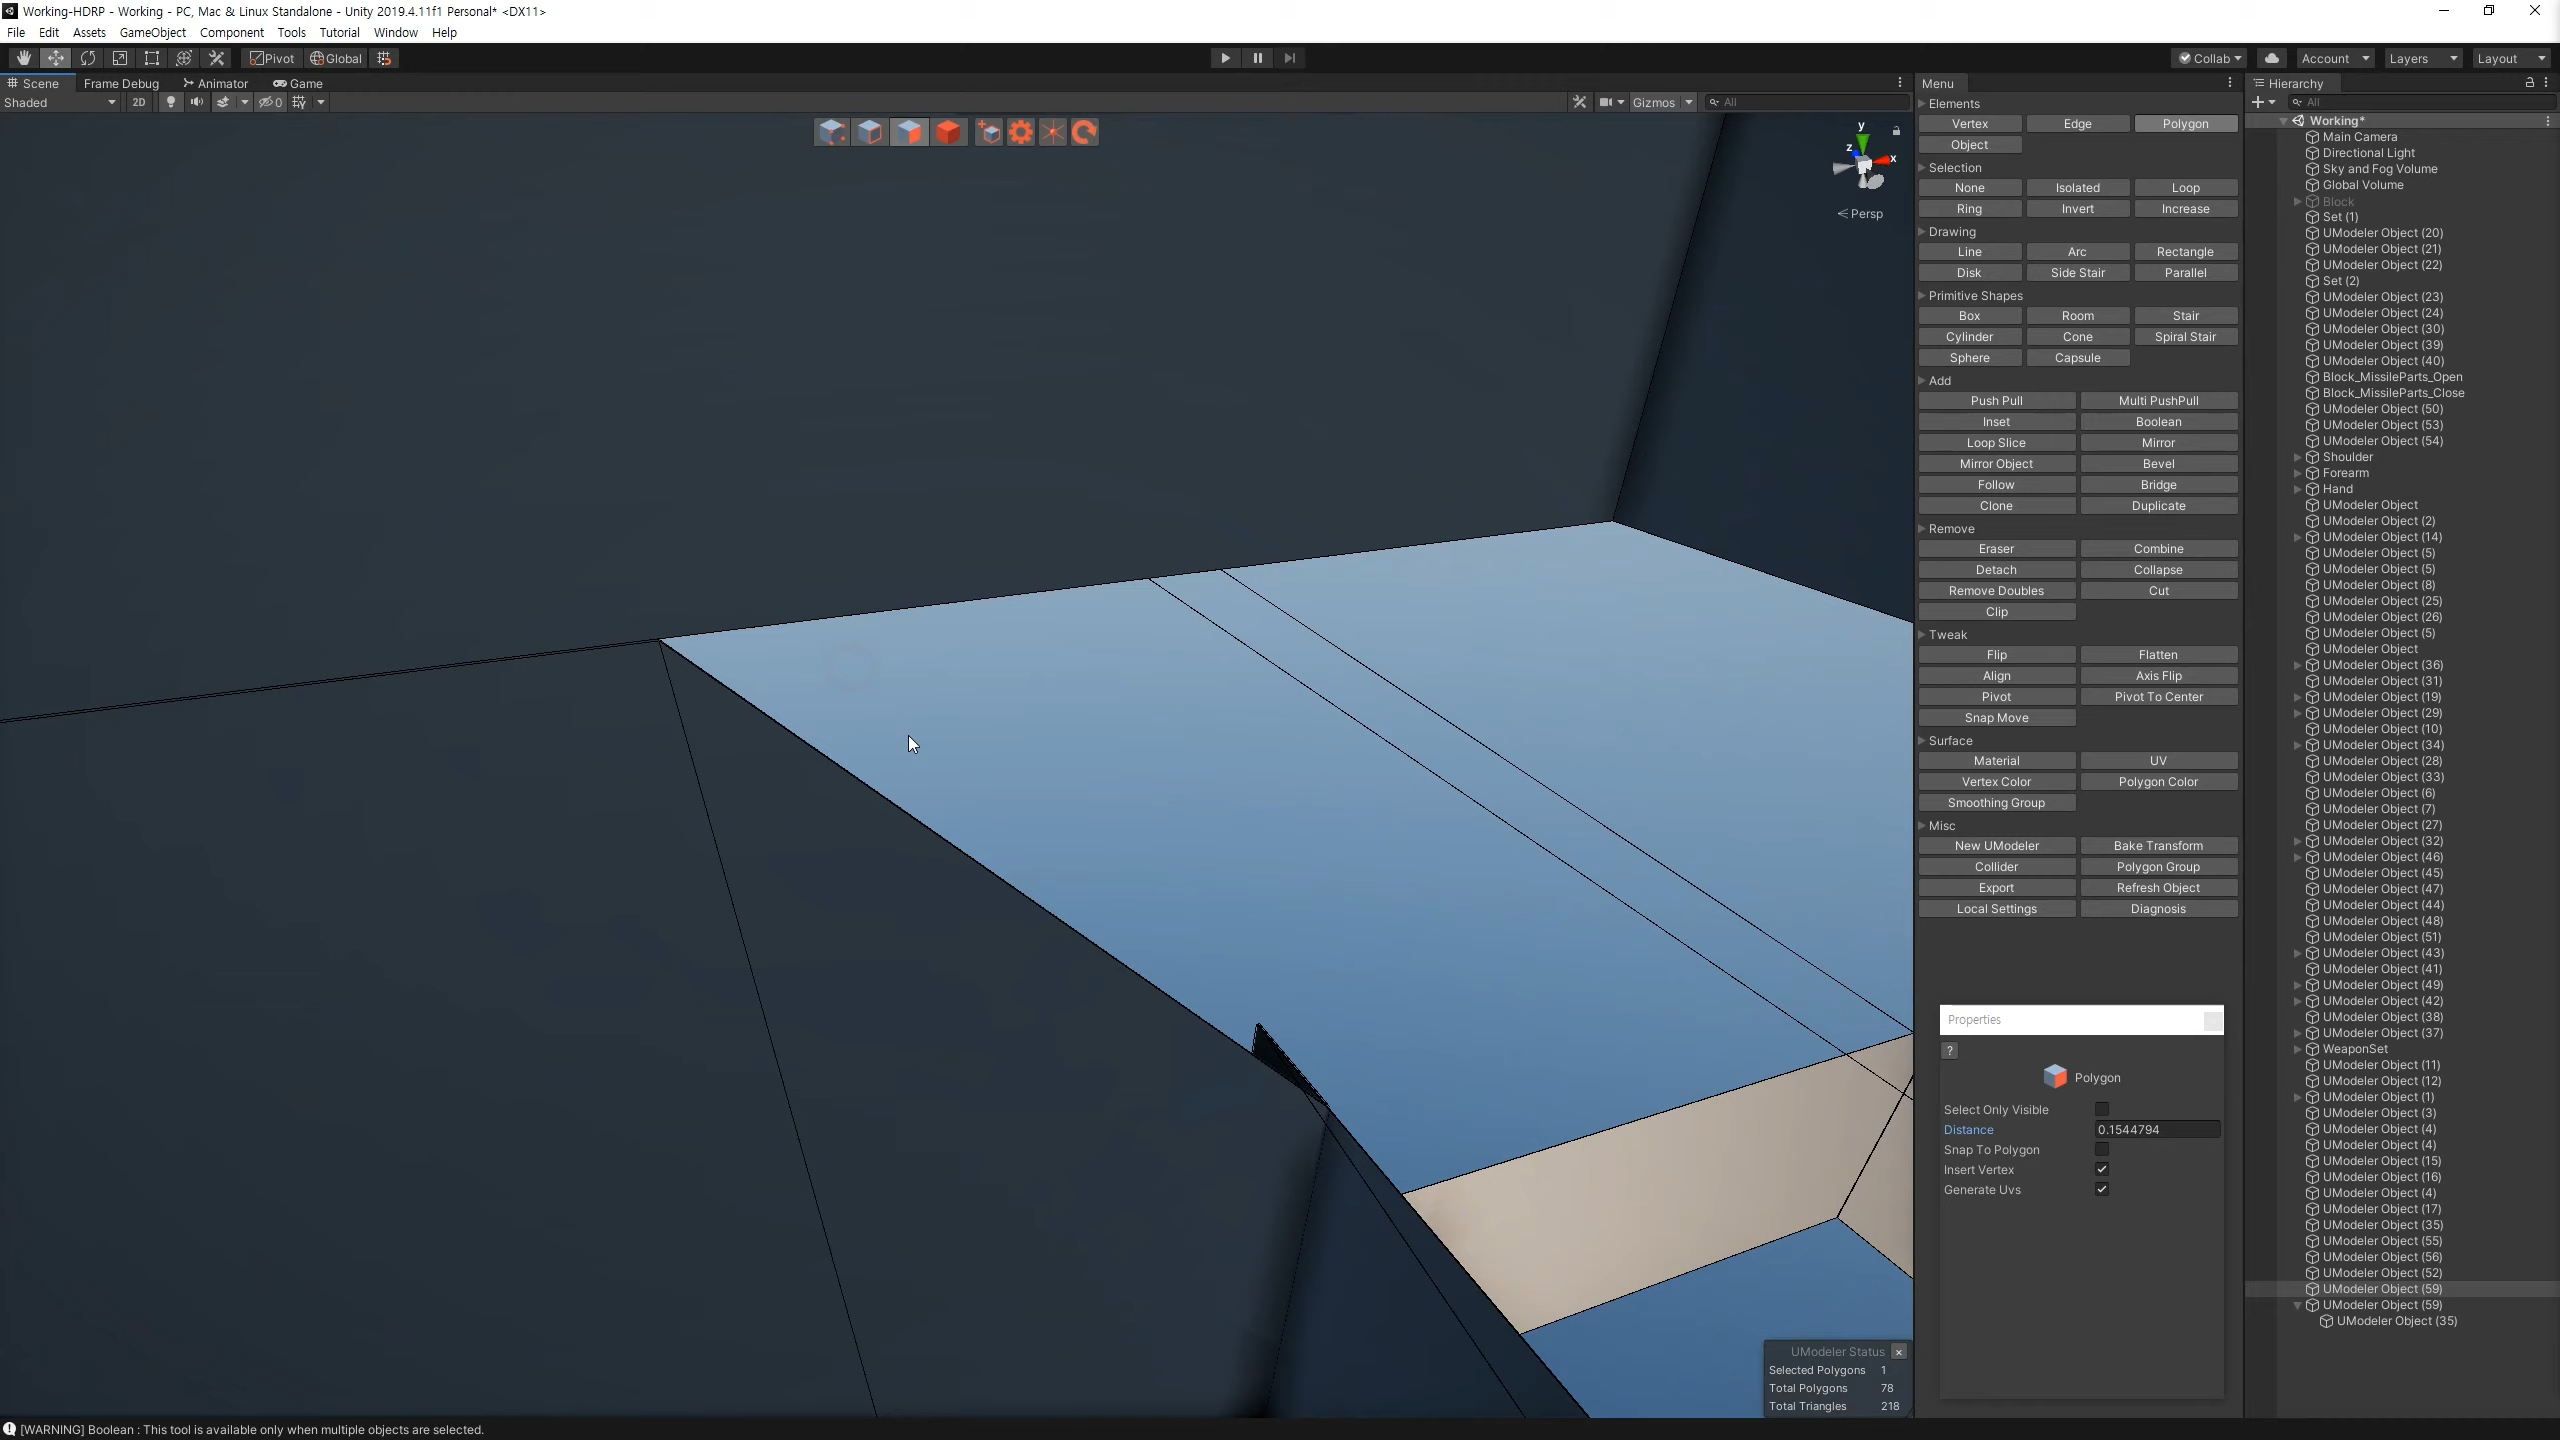 Working-HDRP - Working - PC, Mac & Linux Standalone - Unity 2019.4.11f1 Personal* <DX11>
File Edit Assets GameObject Component Tools Tutorial Window Help
Pivot Global Collab Account Layers Layout
Scene Frame Debug Animator Game
Shaded 2D 0 Gizmos All
y
z x
Persp
Menu
Elements
Vertex Edge Polygon
Object
Selection
None Isolated Loop
Ring Invert Increase
Drawing
Line Arc Rectangle
Disk Side Stair Parallel
Primitive Shapes
Box Room Stair
Cylinder Cone Spiral Stair
Sphere Capsule
Add
Push Pull Multi PushPull
Inset Boolean
Loop Slice Mirror
Mirror Object Bevel
Follow Bridge
Clone Duplicate
Remove
Eraser Combine
Detach Collapse
Remove Doubles Cut
Clip
Tweak
Flip Flatten
Align Axis Flip
Pivot Pivot To Center
Snap Move
Surface
Material UV
Vertex Color Polygon Color
Smoothing Group
Misc
New UModeler Bake Transform
Collider Polygon Group
Export Refresh Object
Local Settings Diagnosis
Properties
?
Polygon
Select Only Visible
Distance 0.1544794
Snap To Polygon
Insert Vertex
Generate Uvs
UModeler Status
Selected Polygons 1
Total Polygons 78
Total Triangles 218
Hierarchy
All
Working*
Main Camera
Directional Light
Sky and Fog Volume
Global Volume
Block
Set (1)
UModeler Object (20)
UModeler Object (21)
UModeler Object (22)
Set (2)
UModeler Object (23)
UModeler Object (24)
UModeler Object (30)
UModeler Object (39)
UModeler Object (40)
Block_MissileParts_Open
Block_MissileParts_Close
UModeler Object (50)
UModeler Object (53)
UModeler Object (54)
Shoulder
Forearm
Hand
UModeler Object
UModeler Object (2)
UModeler Object (14)
UModeler Object (5)
UModeler Object (5)
UModeler Object (8)
UModeler Object (25)
UModeler Object (26)
UModeler Object (5)
UModeler Object
UModeler Object (36)
UModeler Object (31)
UModeler Object (19)
UModeler Object (29)
UModeler Object (10)
UModeler Object (34)
UModeler Object (28)
UModeler Object (33)
UModeler Object (6)
UModeler Object (7)
UModeler Object (27)
UModeler Object (32)
UModeler Object (46)
UModeler Object (45)
UModeler Object (47)
UModeler Object (44)
UModeler Object (48)
UModeler Object (51)
UModeler Object (43)
UModeler Object (41)
UModeler Object (49)
UModeler Object (42)
UModeler Object (38)
UModeler Object (37)
WeaponSet
UModeler Object (11)
UModeler Object (12)
UModeler Object (1)
UModeler Object (3)
UModeler Object (4)
UModeler Object (4)
UModeler Object (15)
UModeler Object (16)
UModeler Object (4)
UModeler Object (17)
UModeler Object (35)
UModeler Object (55)
UModeler Object (56)
UModeler Object (52)
UModeler Object (59)
UModeler Object (59)
UModeler Object (35)
[WARNING] Boolean : This tool is available only when multiple objects are selected.